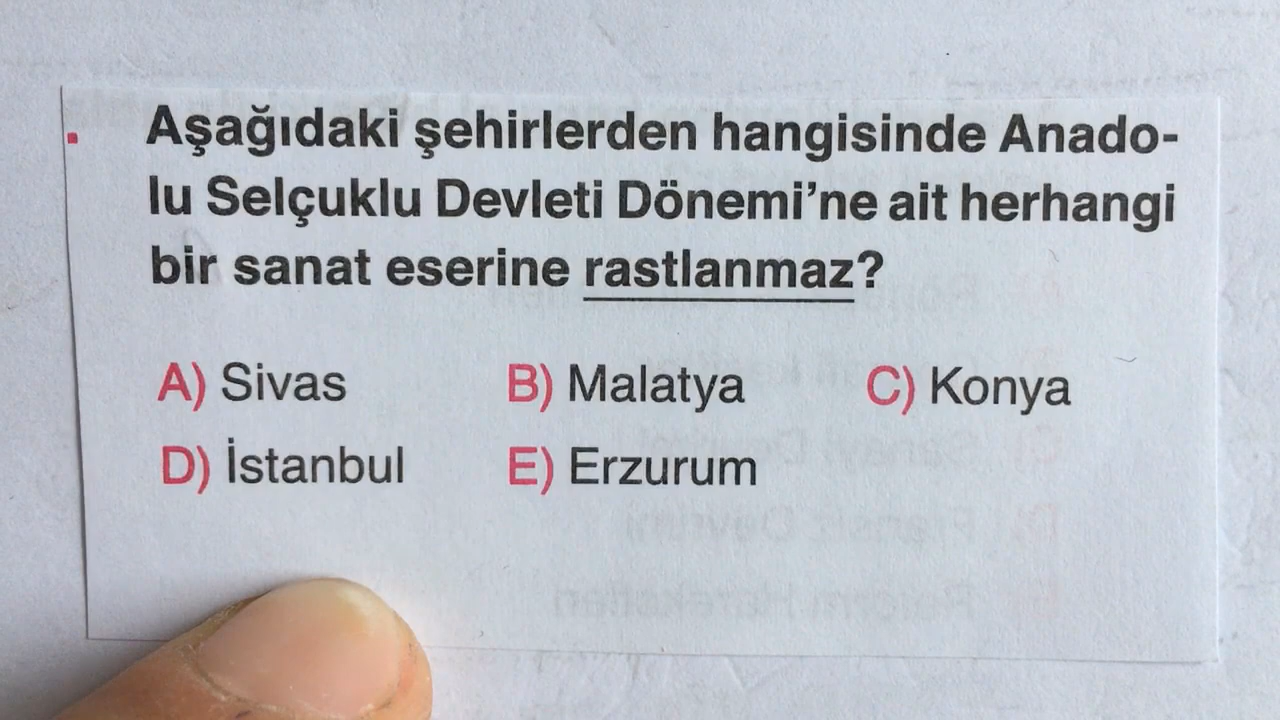 Aşağıdaki şehirlerden hangisinde Anado-
lu Selçuklu Devleti Dönemi’ne ait herhangi
bir sanat eserine rastlanmaz?
A) Sivas B) Malatya C) Konya
D) İstanbul E) Erzurum